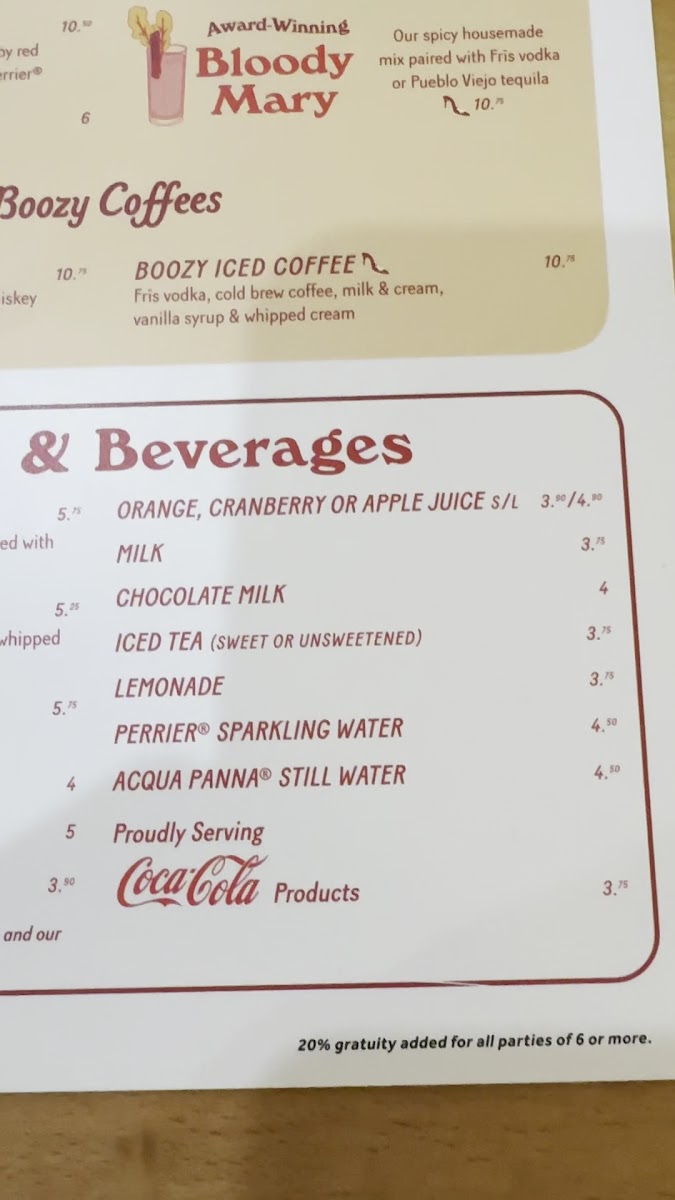 10.50
by red
errier®
6
Award-Winning
Bloody
Mary
Our spicy housemade
mix paired with Frïs vodka
or Pueblo Viejo tequila
10.75
Boozy Coffees
10.75
iskey
BOOZY ICED COFFEE 10.75
Frïs vodka, cold brew coffee, milk & cream,
vanilla syrup & whipped cream
& Beverages
5.75
ed with
5.25
whipped
5.75
4
5
3.90
and our
ORANGE, CRANBERRY OR APPLE JUICE S/L 3.90/4.90
MILK 3.75
CHOCOLATE MILK 4
ICED TEA (SWEET OR UNSWEETENED) 3.75
LEMONADE 3.75
PERRIER® SPARKLING WATER 4.50
ACQUA PANNA® STILL WATER 4.50
Proudly Serving
Coca-Cola Products 3.75
20% gratuity added for all parties of 6 or more.